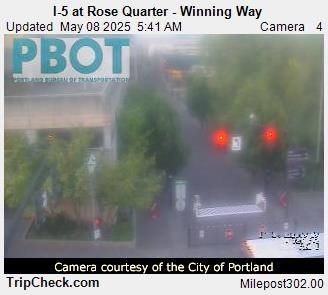 I-5 at Rose Quarter - Winning Way
Updated May 08 2025 5:41 AM Camera 4
PBOT
PORTLAND BUREAU OF TRANSPORTATION
Camera courtesy of the City of Portland
TripCheck.com Milepost302.00